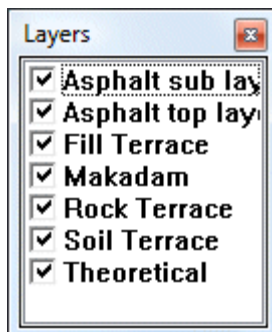 Layers
Asphalt sub lay
Asphalt top lay
Fill Terrace
Makadam
Rock Terrace
Soil Terrace
Theoretical